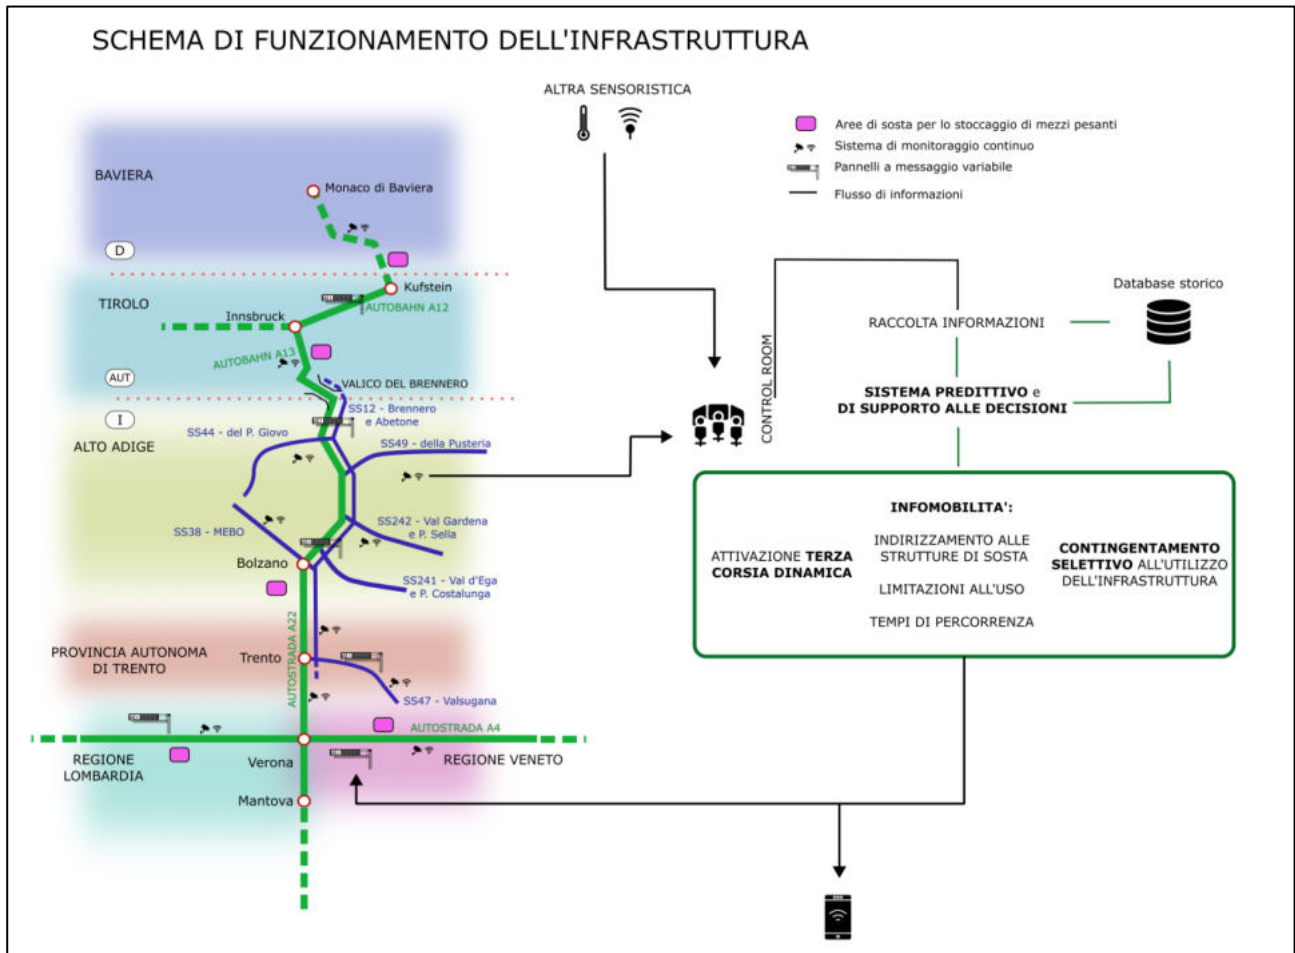 SCHEMA DI FUNZIONAMENTO DELL'INFRASTRUTTURA
ALTRA SENSORISTICA
Aree di sosta per lo stoccaggio di mezzi pesanti
Sistema di monitoraggio continuo
Pannelli a messaggio variabile
Flusso di informazioni
BAVIERA
Monaco di Baviera
D
TIROLO
Kufstein
AUTOBAHN A12
Innsbruck
AUTOBAHN A13
AUT
VALICO DEL BRENNERO
I
ALTO ADIGE
SS12 - Brennero
e Abetone
SS44 - del P. Giovo
SS49 - della Pusteria
SS38 - MEBO
SS242 - Val Gardena
e P. Sella
Bolzano
SS241 - Val d'Ega
e P. Costalunga
AUTOSTRADA A22
PROVINCIA AUTONOMA
DI TRENTO
Trento
SS47 - Valsugana
AUTOSTRADA A4
REGIONE
LOMBARDIA
Verona
REGIONE VENETO
Mantova
CONTROL ROOM
RACCOLTA INFORMAZIONI
Database storico
SISTEMA PREDITTIVO e
DI SUPPORTO ALLE DECISIONI
ATTIVAZIONE TERZA
CORSIA DINAMICA
INFOMOBILITA':
INDIRIZZAMENTO ALLE
STRUTTURE DI SOSTA
LIMITAZIONI ALL'USO
TEMPI DI PERCORRENZA
CONTINGENTAMENTO
SELETTIVO ALL'UTILIZZO
DELL'INFRASTRUTTURA